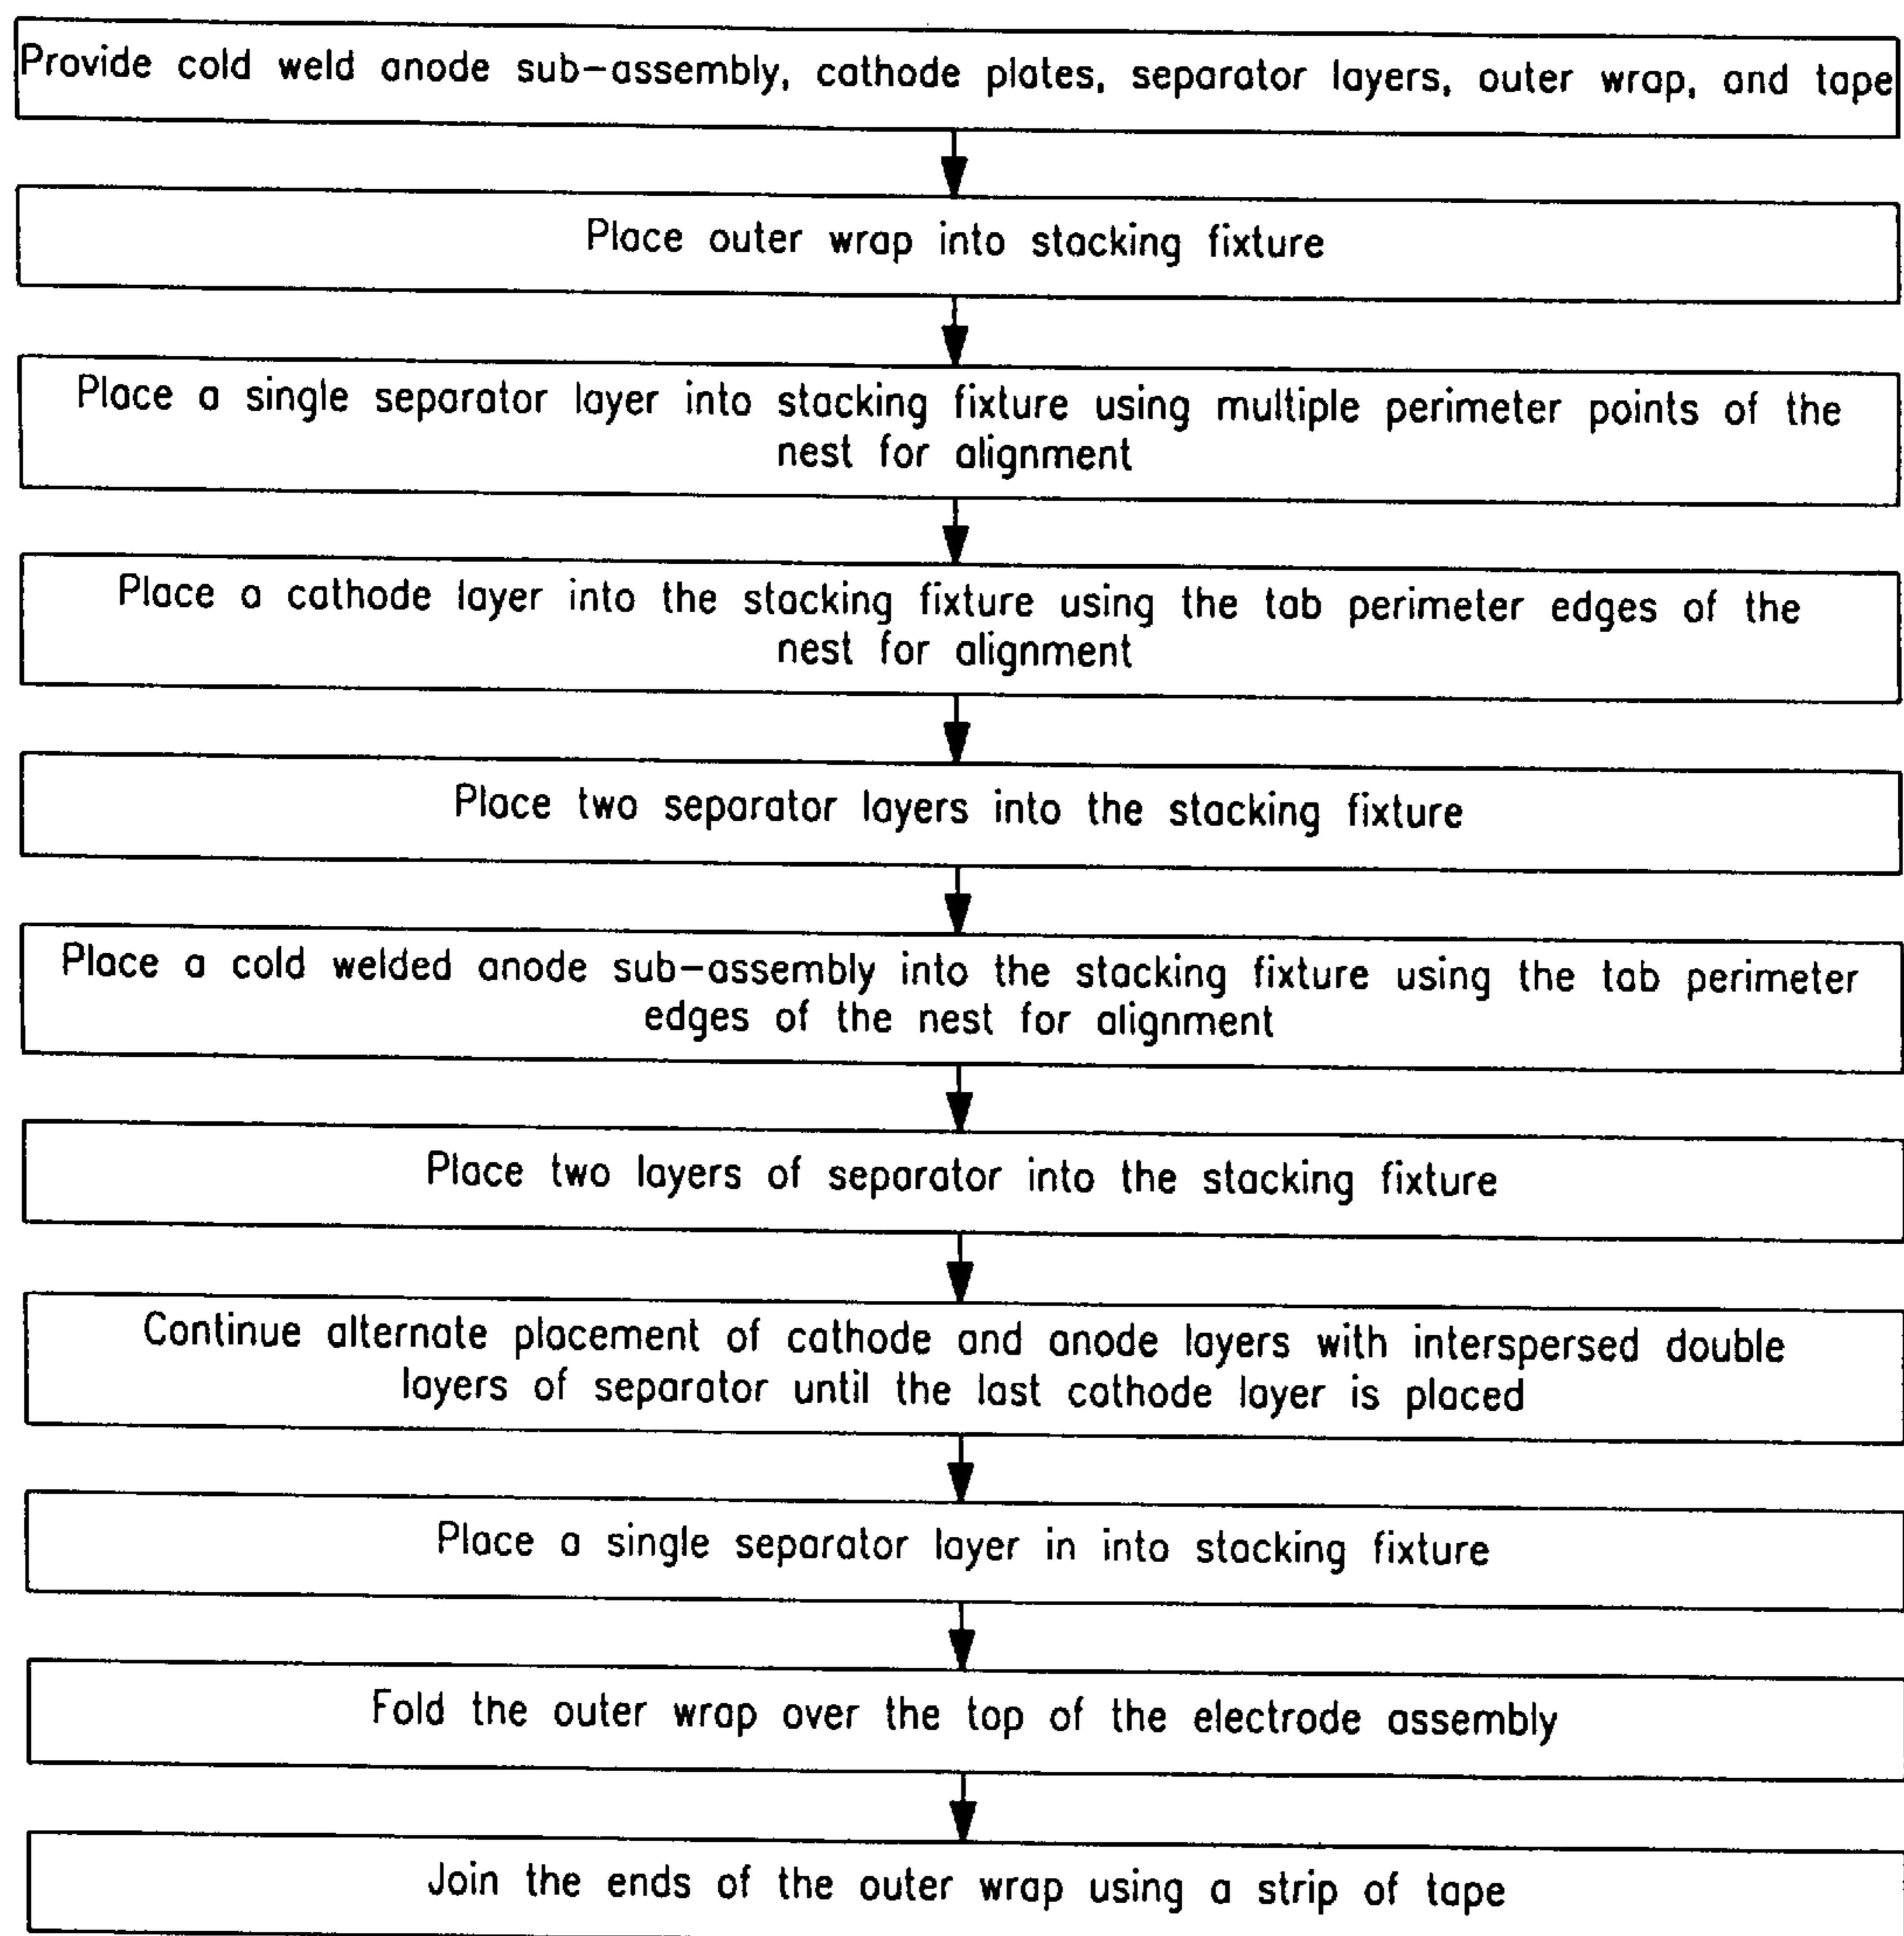 Provide cold weld anode sub-assembly, cathode plates, separator layers, outer wrap, and tape
Place outer wrap into stacking fixture
Place a single separator layer into stacking fixture using multiple perimeter points of the
nest for alignment
Place a cathode layer into the stacking fixture using the tab perimeter edges of the
nest for alignment
Place two separator layers into the stacking fixture
Place a cold welded anode sub-assembly into the stacking fixture using the tab perimeter
edges of the nest for alignment
Place two layers of separator into the stacking fixture
Continue alternate placement of cathode and anode layers with interspersed double
layers of separator until the last cathode layer is placed
Place a single separator layer in into stacking fixture
Fold the outer wrap over the top of the electrode assembly
Join the ends of the outer wrap using a strip of tape